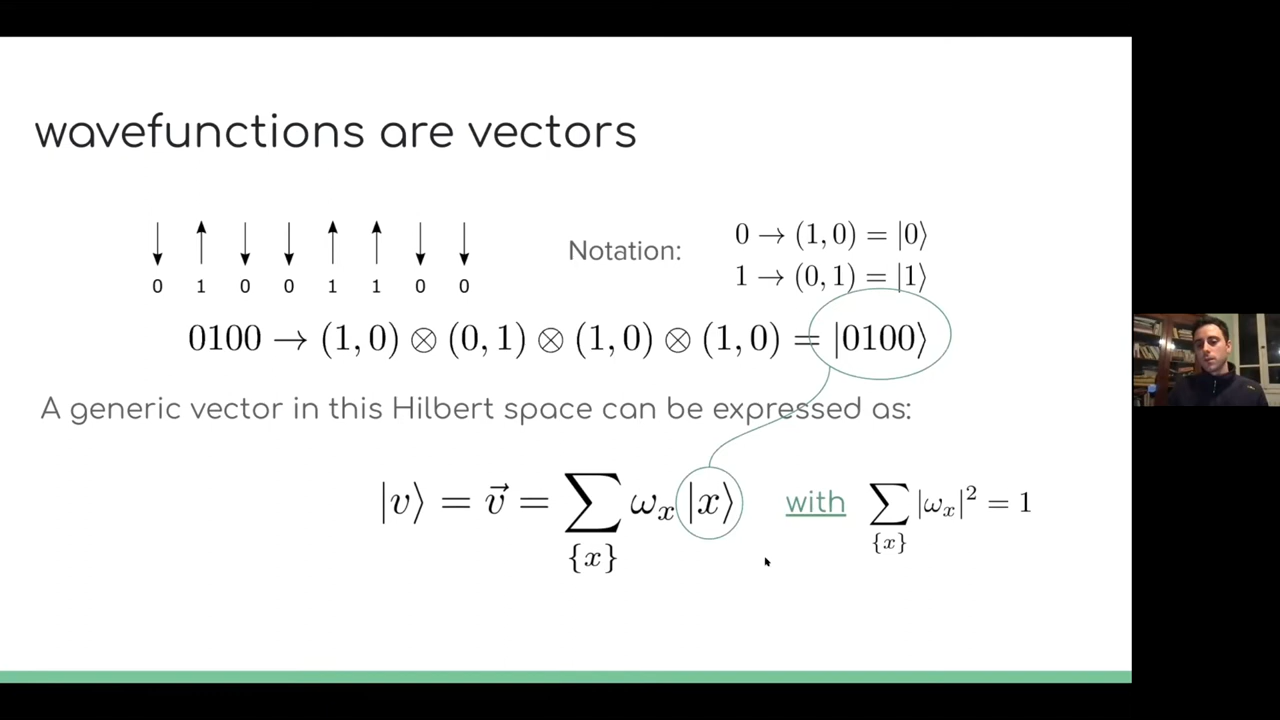 wavefunctions are vectors
0 1 0 0 1 1 0 0
Notation:
0 → (1, 0) = |0⟩
1 → (0, 1) = |1⟩
0100 → (1, 0) ⊗ (0, 1) ⊗ (1, 0) ⊗ (1, 0) = |0100⟩
A generic vector in this Hilbert space can be expressed as:
|v⟩ = v⃗ = ∑_{x} ω_x |x⟩ with ∑_{x} |ω_x|² = 1